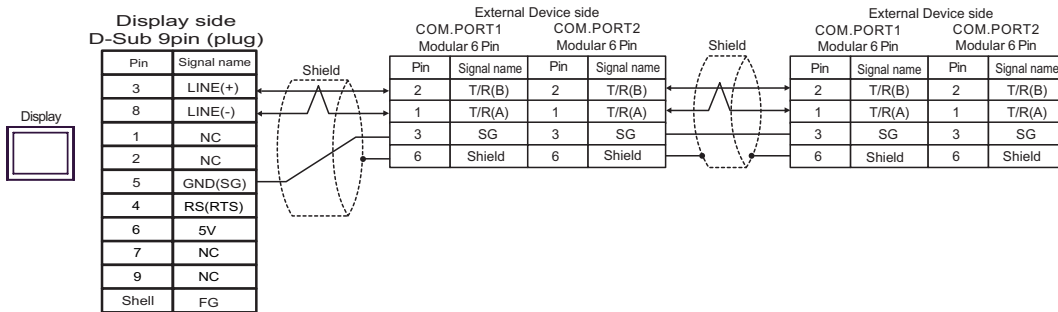 Display side
D-Sub 9pin (plug)
Pin Signal name
3 LINE(+)
8 LINE(-)
1 NC
2 NC
5 GND(SG)
4 RS(RTS)
6 5V
7 NC
9 NC
Shell FG
Display
Shield
External Device side
COM.PORT1 COM.PORT2
Modular 6 Pin Modular 6 Pin
Pin Signal name Pin Signal name
2 T/R(B) 2 T/R(B)
1 T/R(A) 1 T/R(A)
3 SG 3 SG
6 Shield 6 Shield
Shield
External Device side
COM.PORT1 COM.PORT2
Modular 6 Pin Modular 6 Pin
Pin Signal name Pin Signal name
2 T/R(B) 2 T/R(B)
1 T/R(A) 1 T/R(A)
3 SG 3 SG
6 Shield 6 Shield